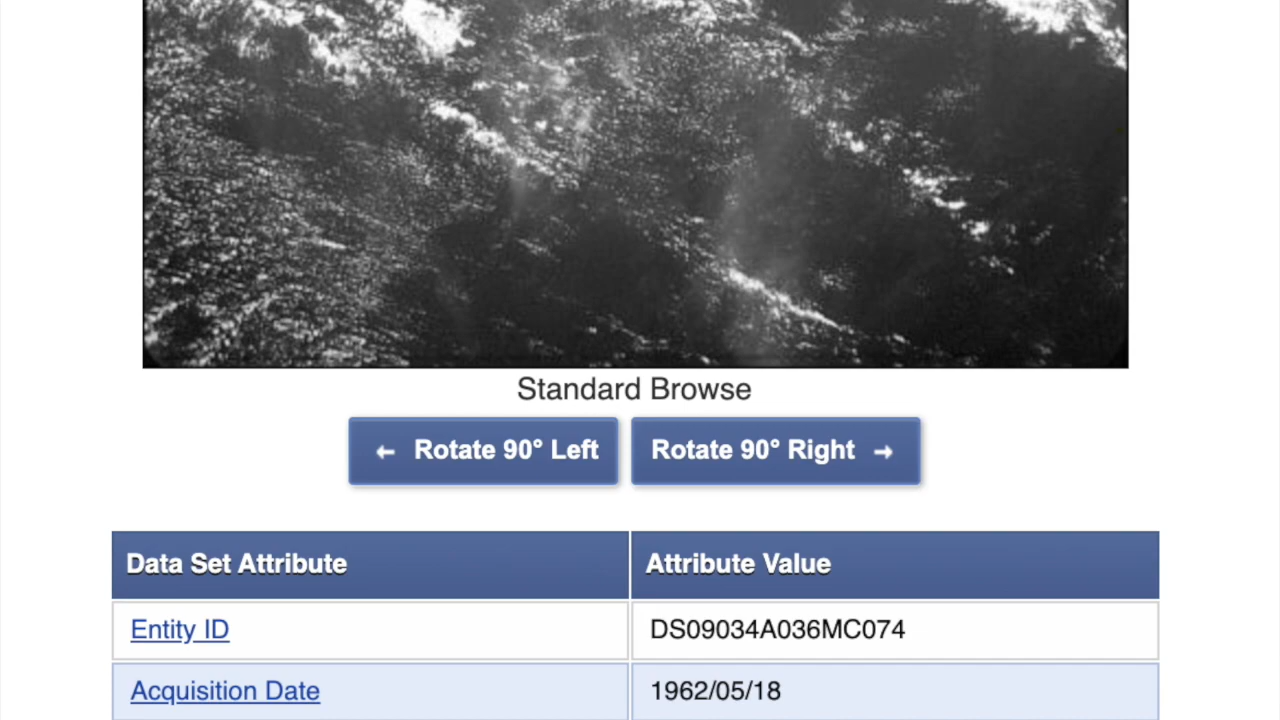 Standard Browse
← Rotate 90° Left
Rotate 90° Right →
Data Set Attribute Attribute Value
Entity ID DS09034A036MC074
Acquisition Date 1962/05/18